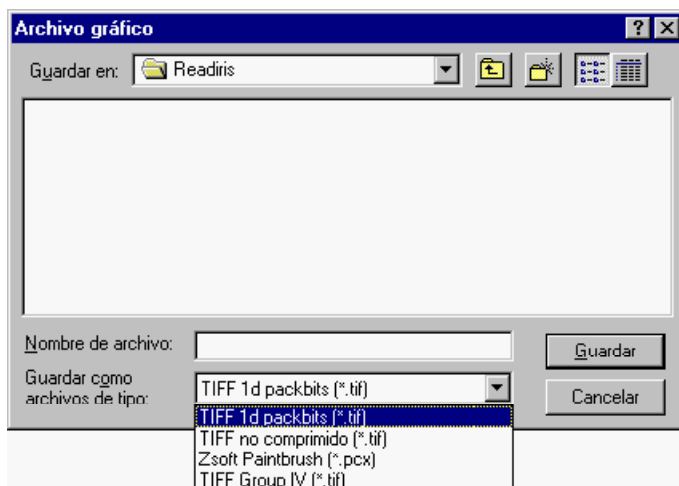 Archivo gráfico
Guardar en: Readiris
Nombre de archivo:
Guardar
Guardar como
archivos de tipo:
TIFF 1d packbits (*.tif)
Cancelar
TIFF 1d packbits (*.tif)
TIFF no comprimido (*.tif)
Zsoft Paintbrush (*.pcx)
TIFF Group IV (*.tif)